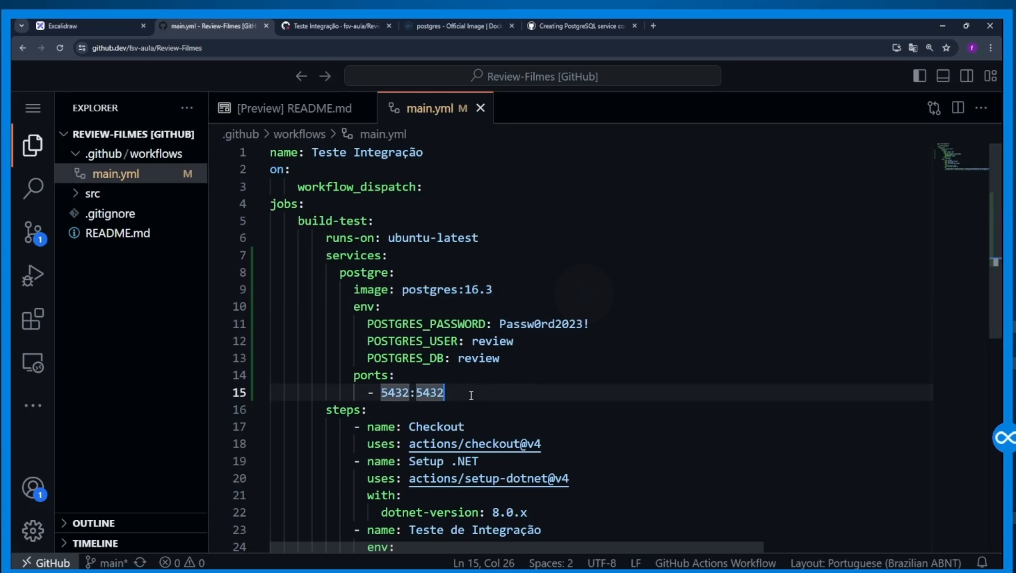 Excalidraw
main.yml - Review-Filmes [GitH
Teste Integração · fsv-aula/Revi
postgres - Official Image | Doc
Creating PostgreSQL service co
github.dev/fsv-aula/Review-Filmes
Review-Filmes [GitHub]
EXPLORER
[Preview] README.md
main.yml M
REVIEW-FILMES [GITHUB]
.github / workflows
main.yml M
src
.gitignore
README.md
.github > workflows > main.yml
1 name: Teste Integração
2 on:
3 workflow_dispatch:
4 jobs:
5 build-test:
6 runs-on: ubuntu-latest
7 services:
8 postgre:
9 image: postgres:16.3
10 env:
11 POSTGRES_PASSWORD: Passw0rd2023!
12 POSTGRES_USER: review
13 POSTGRES_DB: review
14 ports:
15 - 5432:5432
16 steps:
17 - name: Checkout
18 uses: actions/checkout@v4
19 - name: Setup .NET
20 uses: actions/setup-dotnet@v4
21 with:
22 dotnet-version: 8.0.x
23 - name: Teste de Integração
24 env:
1
1
OUTLINE
TIMELINE
GitHub
main*
0 0
Ln 15, Col 26
Spaces: 2
UTF-8
LF
GitHub Actions Workflow
Layout: Portuguese (Brazilian ABNT)